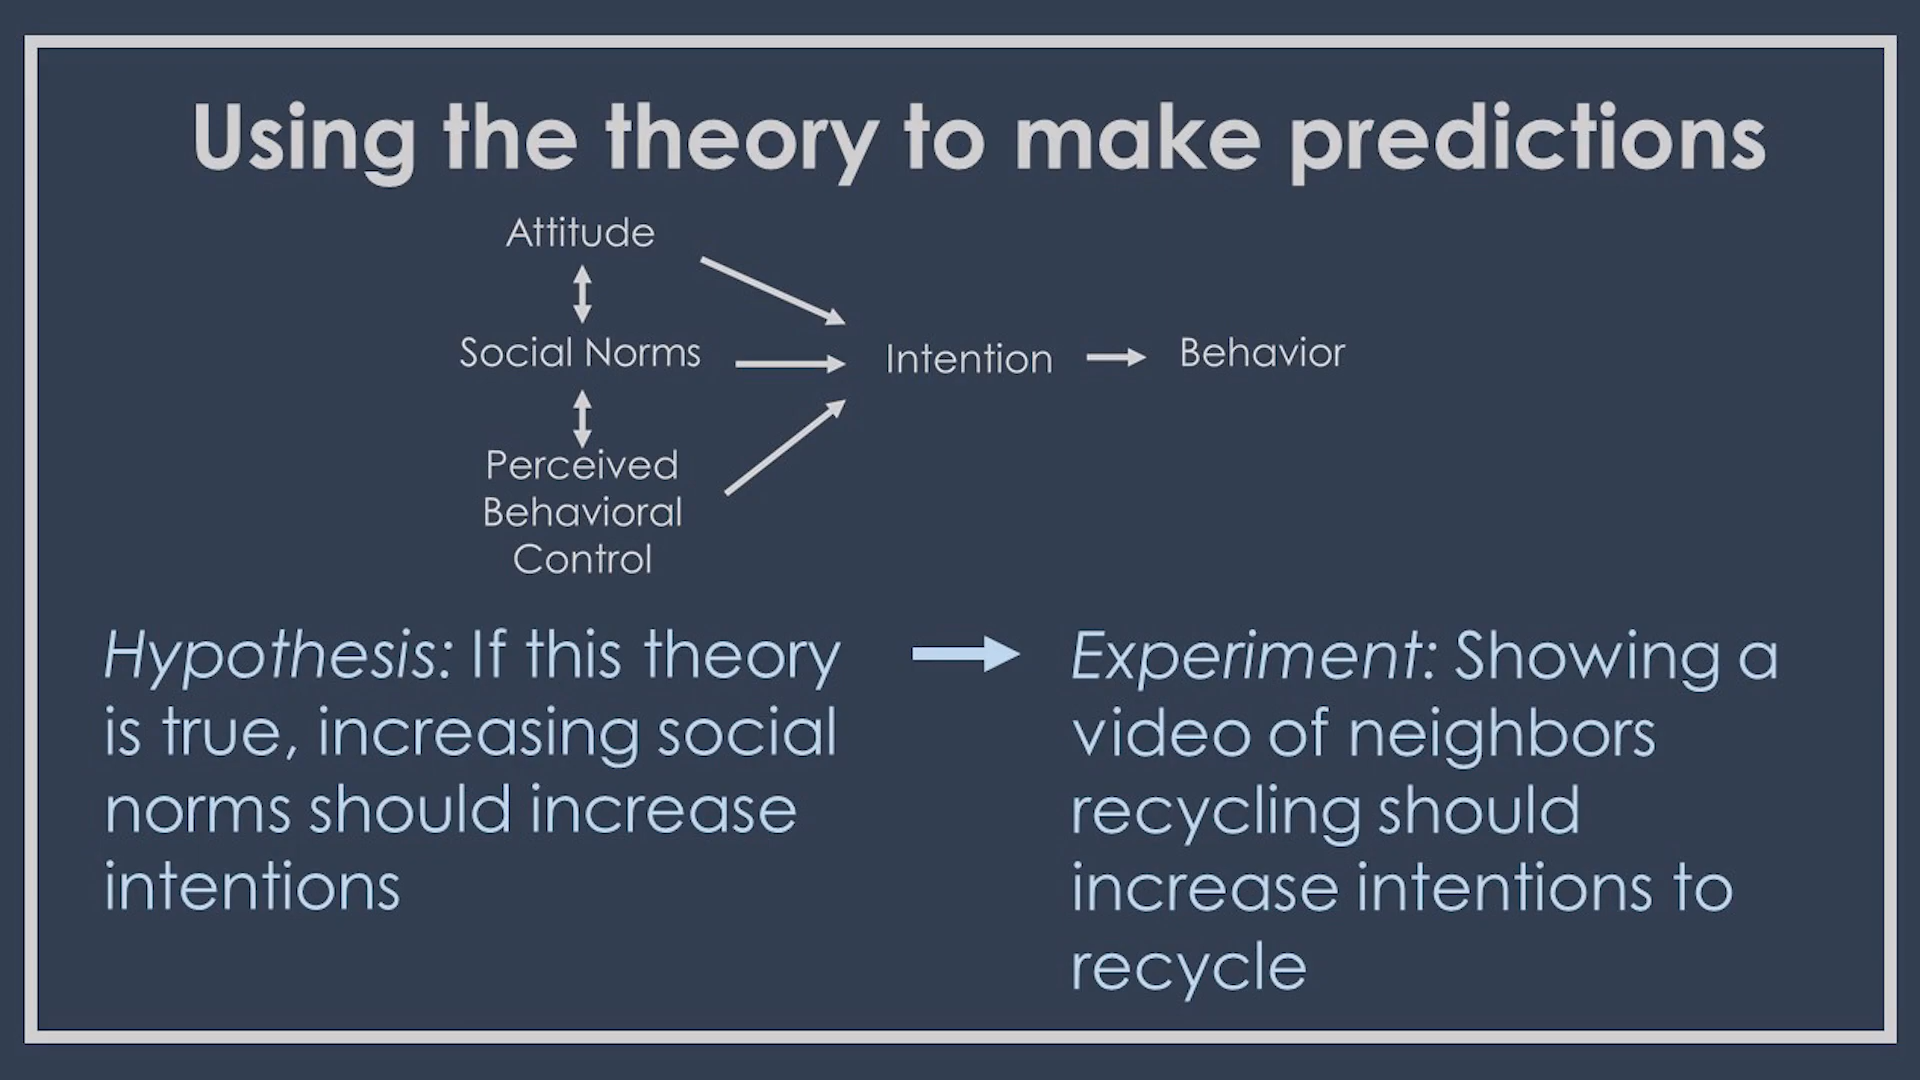 Using the theory to make predictions
Attitude
Social Norms
Intention
Behavior
Perceived
Behavioral
Control
Hypothesis: If this theory
is true, increasing social
norms should increase
intentions
Experiment: Showing a
video of neighbors
recycling should
increase intentions to
recycle